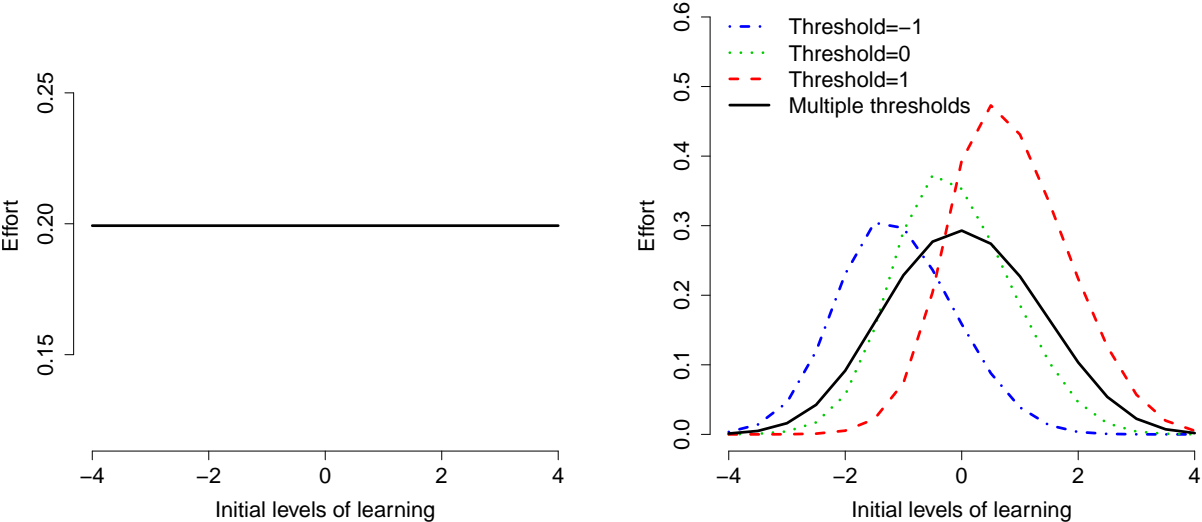 Effort
0.25
0.20
0.15
−4
−2
0
2
4
Initial levels of learning
Effort
0.6
0.5
0.4
0.3
0.2
0.1
0.0
Threshold=−1
Threshold=0
Threshold=1
Multiple thresholds
−4
−2
0
2
4
Initial levels of learning